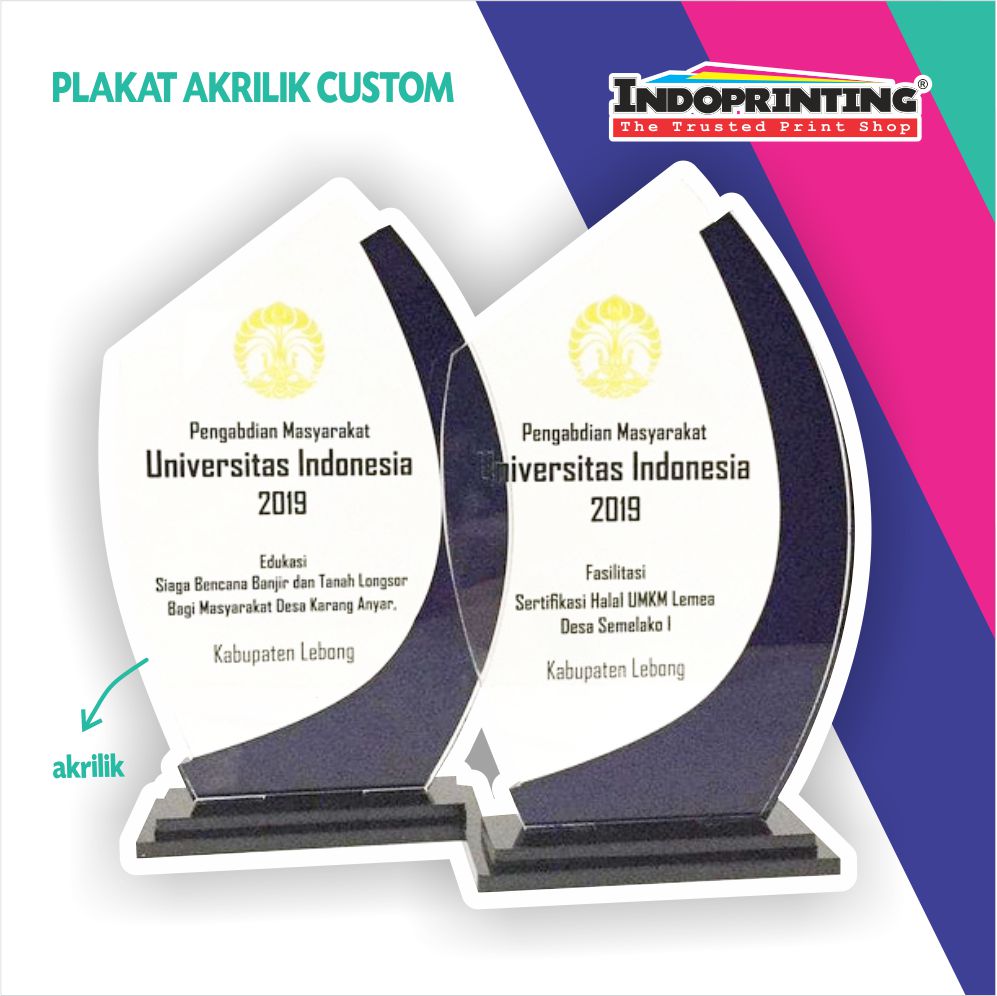 PLAKAT AKRILIK CUSTOM
INDOPRINTING®
The Trusted Print Shop
Pengabdian Masyarakat
Universitas Indonesia
2019
Edukasi
Siaga Bencana Banjir dan Tanah Longsor
Bagi Masyarakat Desa Karang Anyar.
Kabupaten Lebong
Pengabdian Masyarakat
Universitas Indonesia
2019
Fasilitasi
Sertifikasi Halal UMKM Lemea
Desa Semelako I
Kabupaten Lebong
akrilik